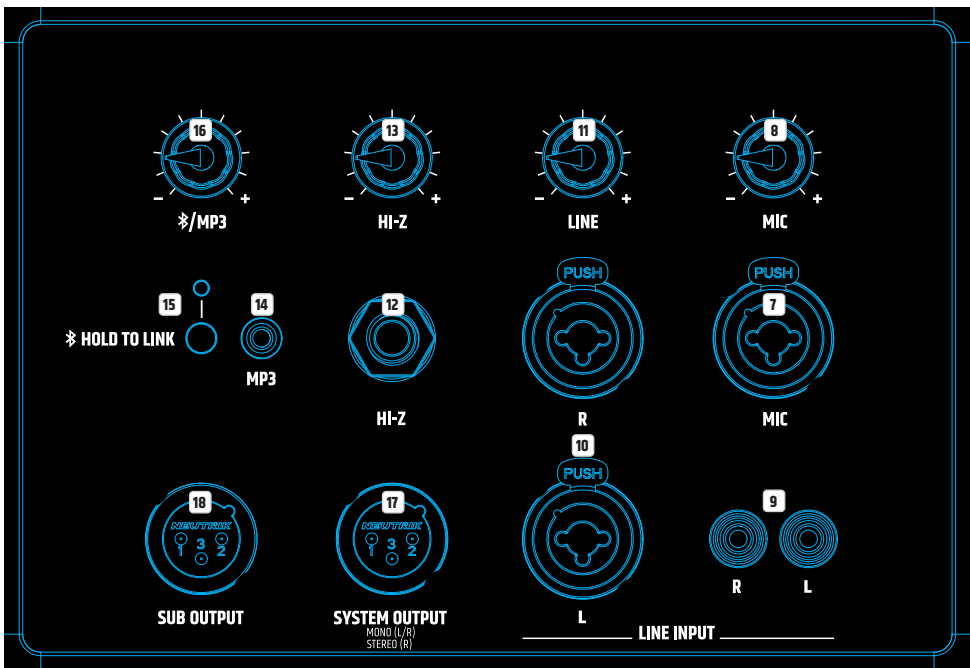 16
13
11
8
- +
- +
- +
- +
/MP3
HI-Z
LINE
MIC
PUSH
PUSH
15
14
12
7
HOLD TO LINK
MP3
HI-Z
R
MIC
10
PUSH
18
17
9
NEUTRIK
1 3 2
NEUTRIK
1 3 2
R
L
SUB OUTPUT
SYSTEM OUTPUT
MONO (L/R)
STEREO (R)
L
LINE INPUT